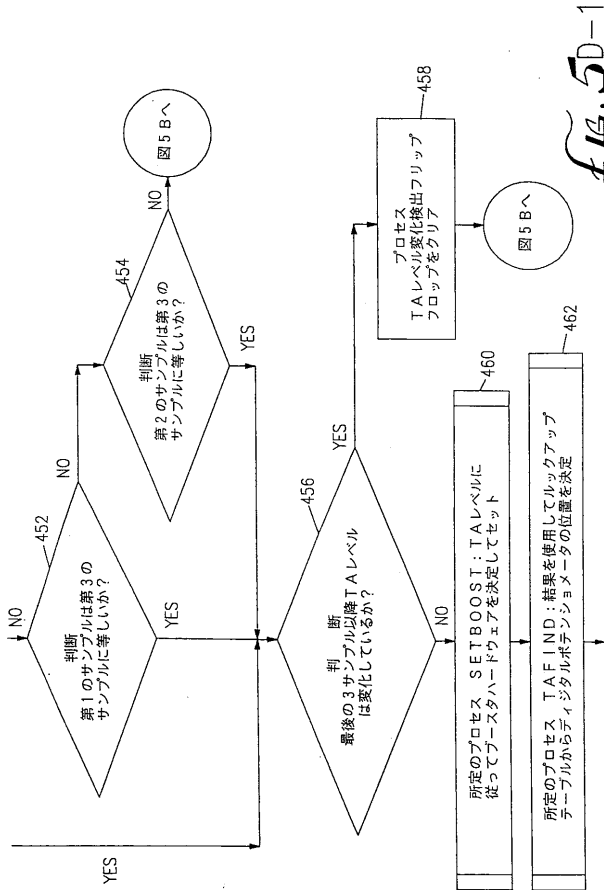 NO
452
判断
第1のサンプルは第3の
サンプルに等しいか?
NO
YES
YES
454
判断
第2のサンプルは第3の
サンプルに等しいか?
NO
YES
図5Bへ
456
判 断
最後の3サンプル以降TAレベル
は変化しているか?
YES
NO
458
プロセス
TAレベル変化検出フリップ
フロップをクリア
図5Bへ
460
所定のプロセス SETBOOST:TAレベルに
従ってブースタハードウェアを決定してセット
462
所定のプロセス TAFIND:結果を使用してルックアップ
テーブルからディジタルポテンショメータの位置を決定
FIG. 5D-1